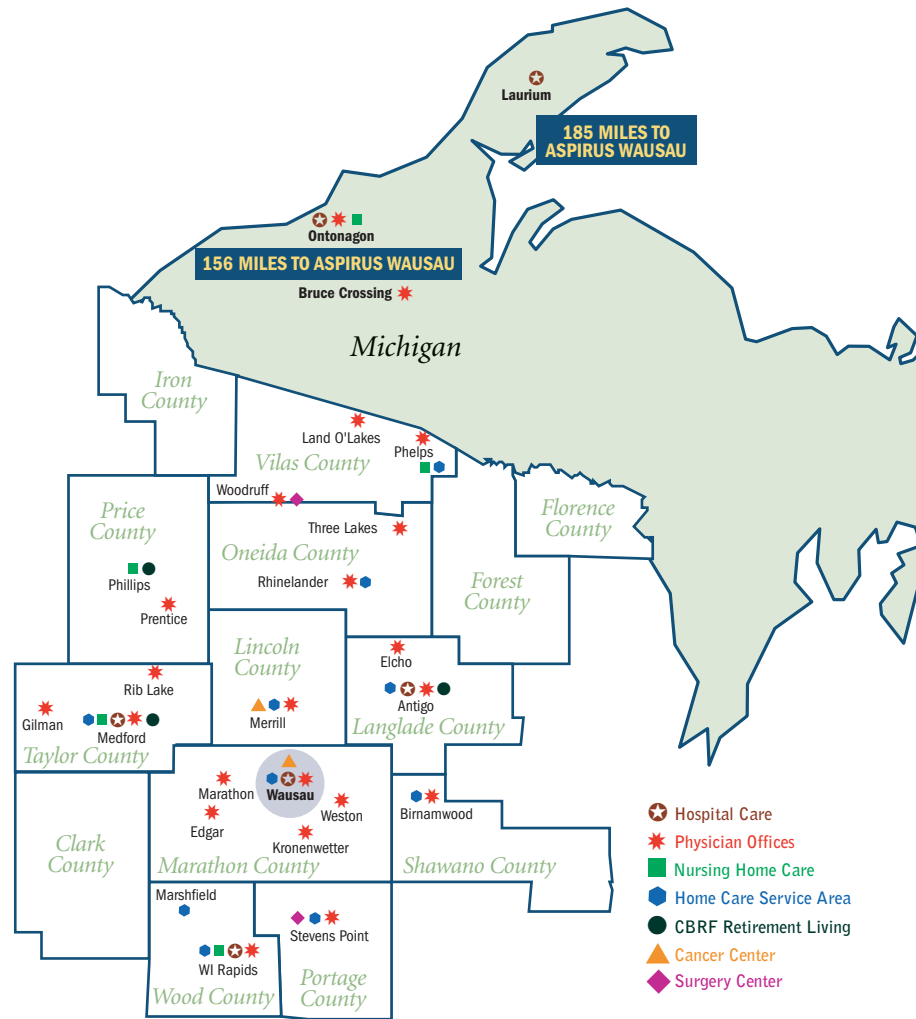 Laurium
185 MILES TO
ASPIRUS WAUSAU
Ontonagon
156 MILES TO ASPIRUS WAUSAU
Bruce Crossing
Michigan
Iron
County
Land O'Lakes
Phelps
Vilas County
Woodruff
Price
County
Three Lakes
Florence
County
Oneida County
Phillips
Rhinelander
Forest
County
Prentice
Lincoln
County
Elcho
Rib Lake
Gilman
Medford
Merrill
Antigo
Langlade County
Taylor County
Marathon
Wausau
Weston
Birnamwood
Edgar
Kronenwetter
Clark
County
Marathon County
Shawano County
Marshfield
Stevens Point
WI Rapids
Wood County
Portage
County
Hospital Care
Physician Offices
Nursing Home Care
Home Care Service Area
CBRF Retirement Living
Cancer Center
Surgery Center